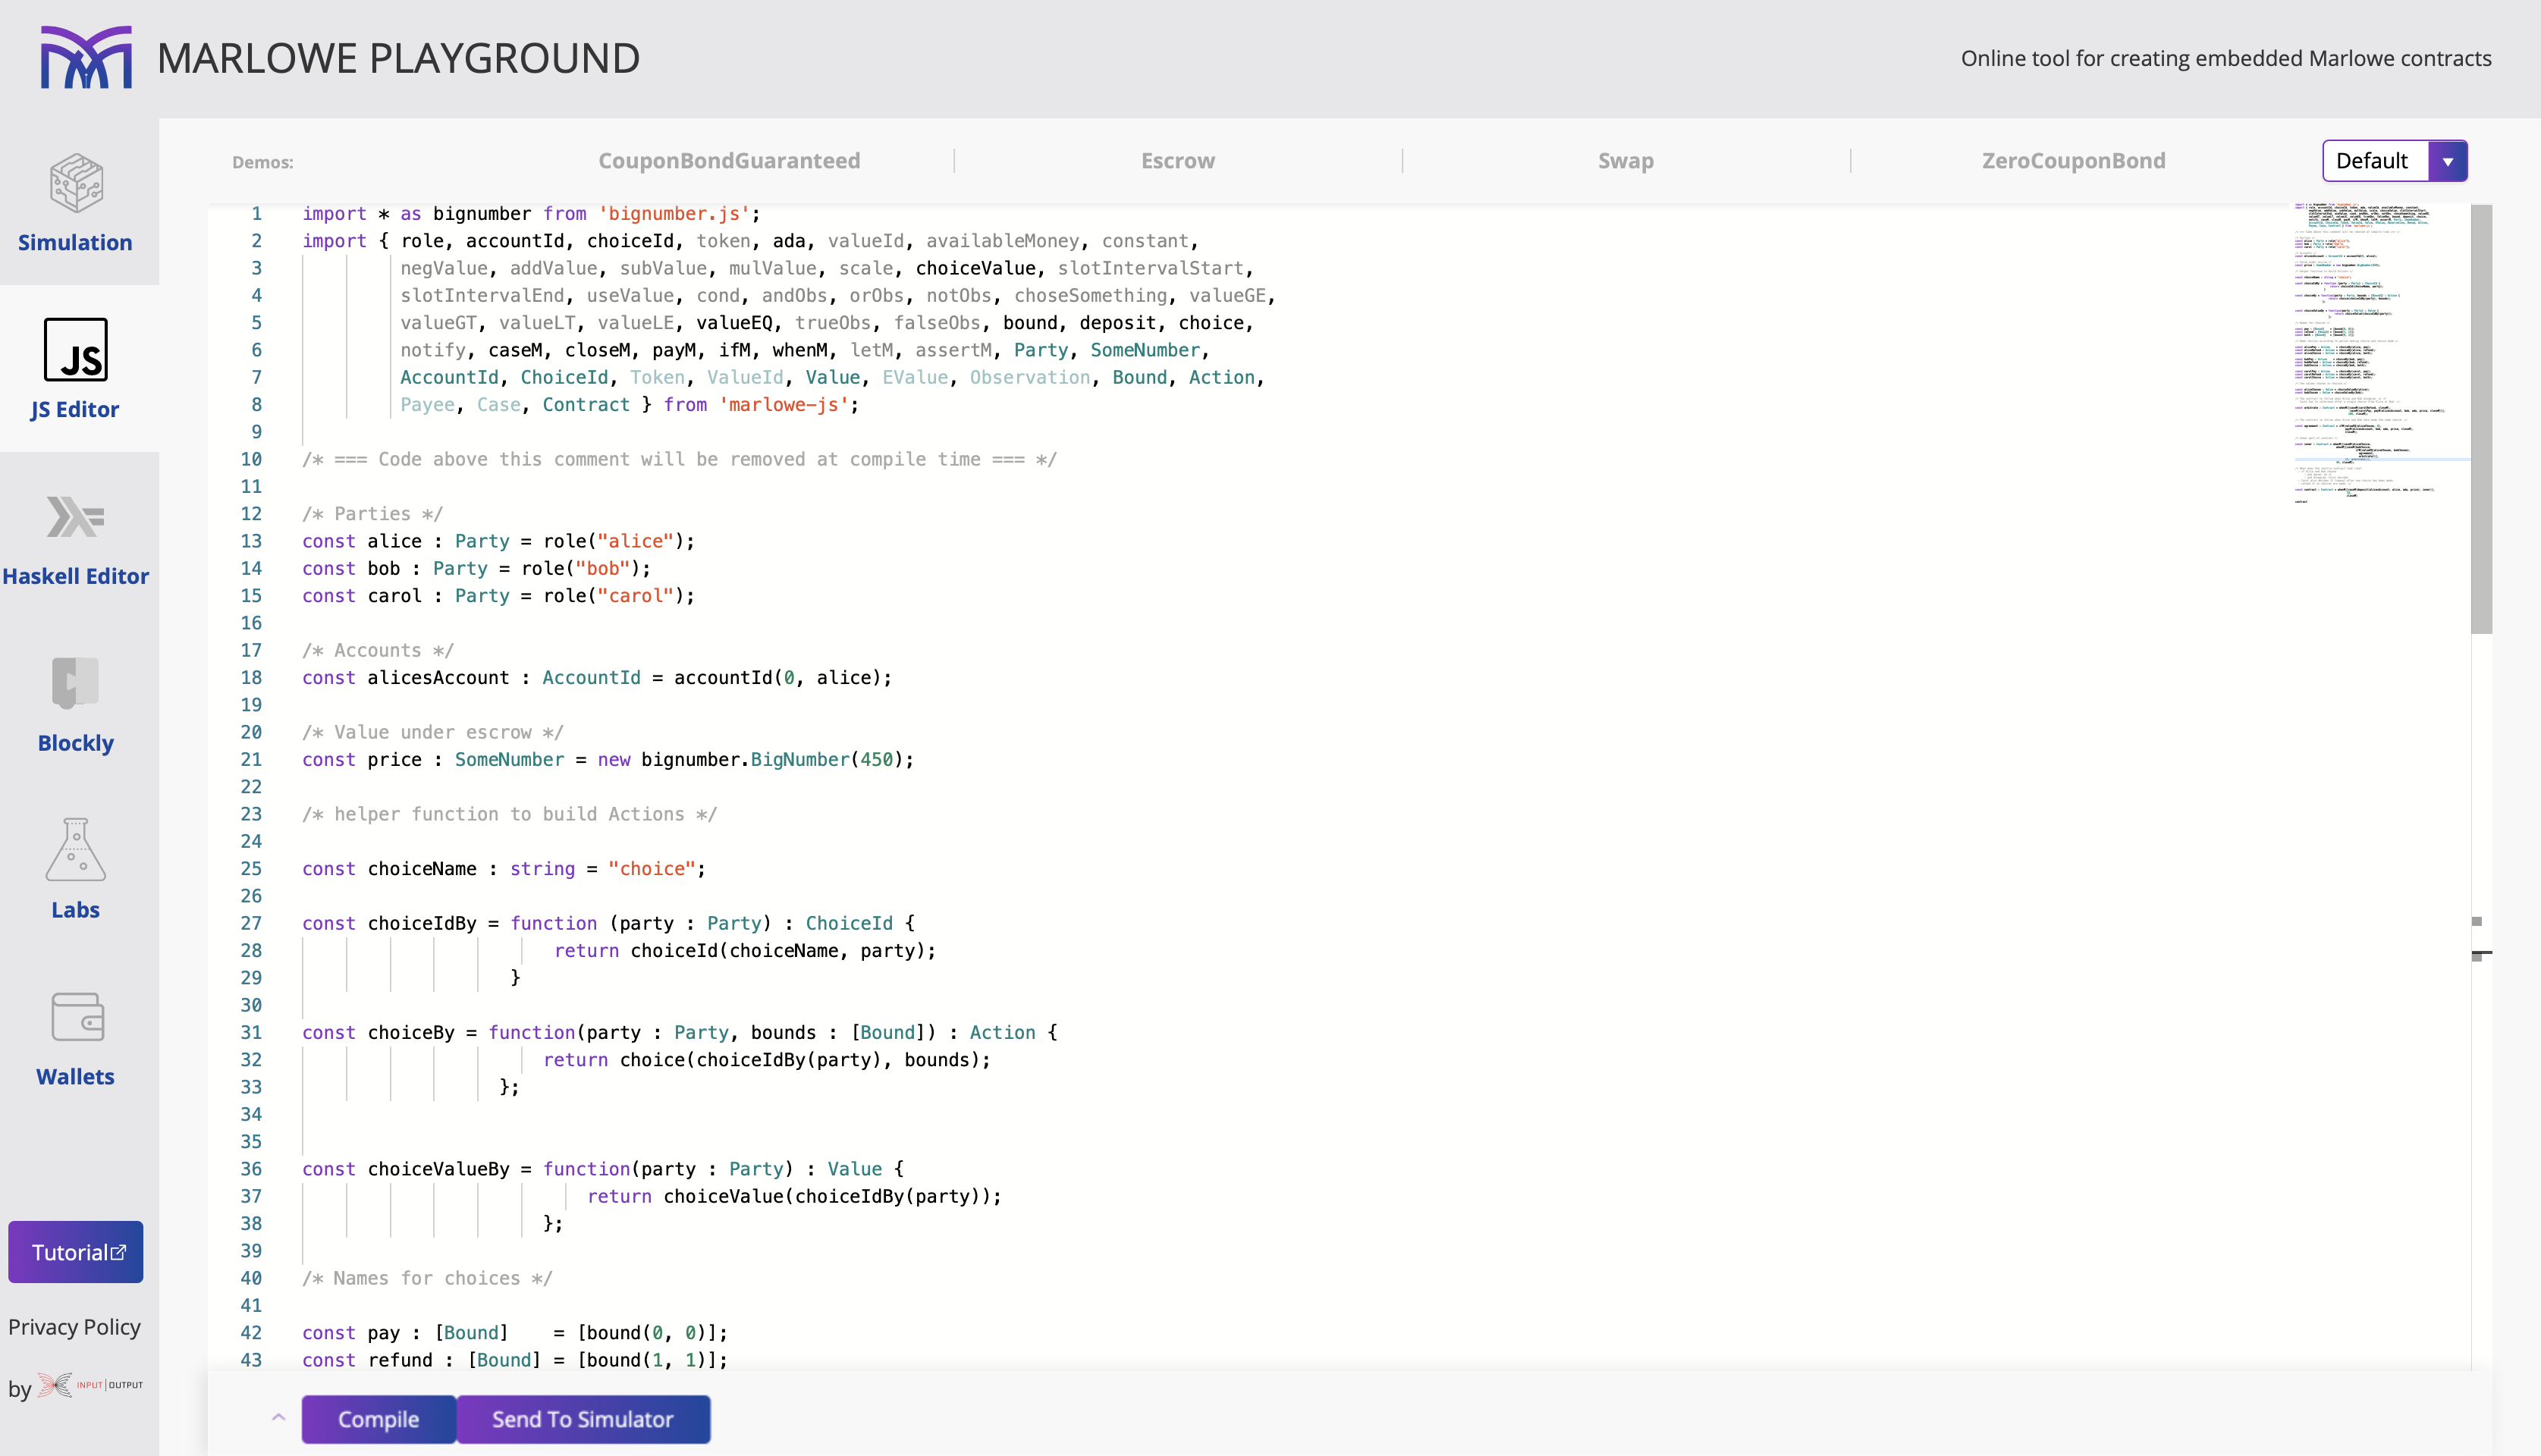 MARLOWE PLAYGROUND
Online tool for creating embedded Marlowe contracts
Simulation
JS
JS Editor
Haskell Editor
Blockly
Labs
Wallets
Tutorial
Privacy Policy
by INPUT | OUTPUT
Demos:
CouponBondGuaranteed
Escrow
Swap
ZeroCouponBond
Default
1 import * as bignumber from 'bignumber.js';
2 import { role, accountId, choiceId, token, ada, valueId, availableMoney, constant,
3 negValue, addValue, subValue, mulValue, scale, choiceValue, slotIntervalStart,
4 slotIntervalEnd, useValue, cond, andObs, orObs, notObs, choseSomething, valueGE,
5 valueGT, valueLT, valueLE, valueEQ, trueObs, falseObs, bound, deposit, choice,
6 notify, caseM, closeM, payM, ifM, whenM, letM, assertM, Party, SomeNumber,
7 AccountId, ChoiceId, Token, ValueId, Value, EValue, Observation, Bound, Action,
8 Payee, Case, Contract } from 'marlowe-js';
9
10 /* === Code above this comment will be removed at compile time === */
11
12 /* Parties */
13 const alice : Party = role("alice");
14 const bob : Party = role("bob");
15 const carol : Party = role("carol");
16
17 /* Accounts */
18 const alicesAccount : AccountId = accountId(0, alice);
19
20 /* Value under escrow */
21 const price : SomeNumber = new bignumber.BigNumber(450);
22
23 /* helper function to build Actions */
24
25 const choiceName : string = "choice";
26
27 const choiceIdBy = function (party : Party) : ChoiceId {
28 return choiceId(choiceName, party);
29 }
30
31 const choiceBy = function(party : Party, bounds : [Bound]) : Action {
32 return choice(choiceIdBy(party), bounds);
33 };
34
35
36 const choiceValueBy = function(party : Party) : Value {
37 return choiceValue(choiceIdBy(party));
38 };
39
40 /* Names for choices */
41
42 const pay : [Bound]    = [bound(0, 0)];
43 const refund : [Bound] = [bound(1, 1)];
Compile
Send To Simulator